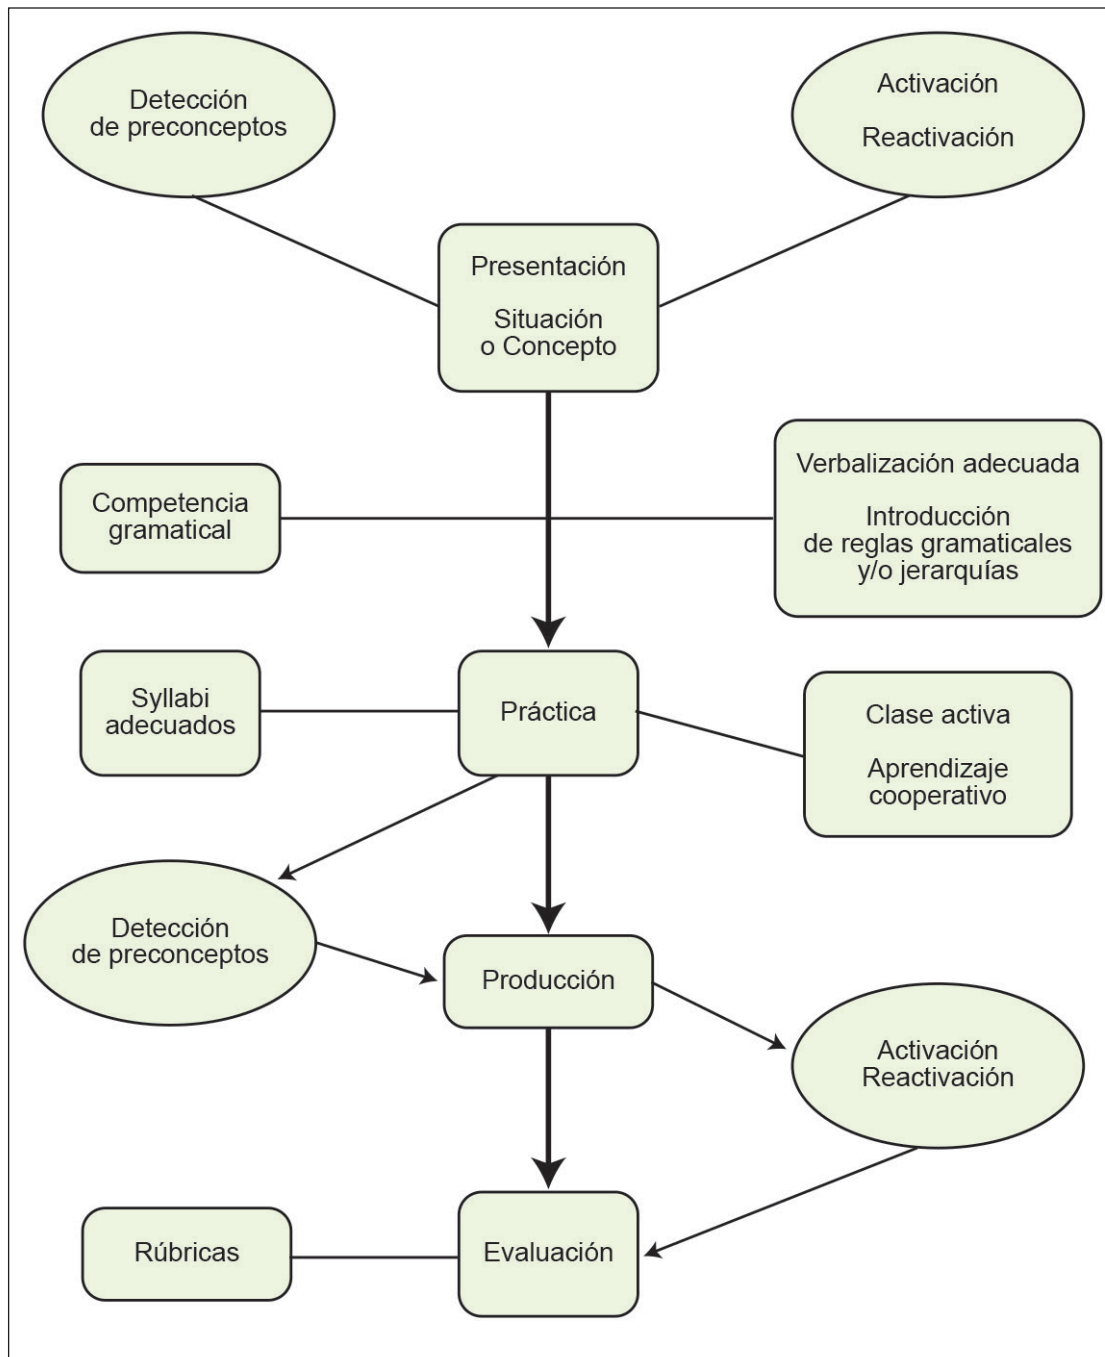 Detección
de preconceptos
Activación
Reactivación
Presentación
Situación
o Concepto
Competencia
gramatical
Verbalización adecuada
Introducción
de reglas gramaticales
y/o jerarquías
Syllabi
adecuados
Práctica
Clase activa
Aprendizaje
cooperativo
Detección
de preconceptos
Producción
Activación
Reactivación
Rúbricas
Evaluación